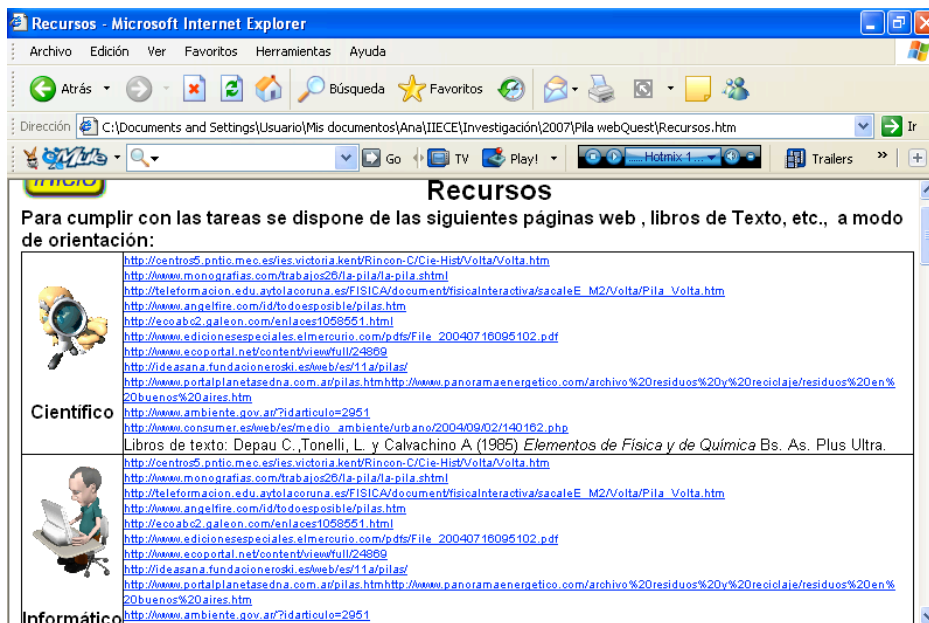 Recursos - Microsoft Internet Explorer
Archivo Edición Ver Favoritos Herramientas Ayuda
Atrás Búsqueda Favoritos
Dirección C:\Documents and Settings\Usuario\Mis documentos\Ana\IIECE\Investigación\2007\Pila webQuest\Recursos.htm Ir
Go TV Play! .....Hotmix 1... Trailers »
Inicio
Recursos
Para cumplir con las tareas se dispone de las siguientes páginas web , libros de Texto, etc., a modo
de orientación:
http://centros5.pntic.mec.es/ies.victoria.kent/Rincon-C/Cie-Hist/Volta/Volta.htm
http://www.monografias.com/trabajos26/la-pila/la-pila.shtml
http://teleformacion.edu.aytolacoruna.es/FISICA/document/fisicaInteractiva/sacaleE_M2/Volta/Pila_Volta.htm
http://www.angelfire.com/id/todoesposible/pilas.htm
http://ecoabc2.galeon.com/enlaces1058551.html
http://www.edicionesespeciales.elmercurio.com/pdfs/File_20040716095102.pdf
http://www.ecoportal.net/content/view/full/24869
http://ideasana.fundacioneroski.es/web/es/11a/pilas/
http://www.portalplanetasedna.com.ar/pilas.htmhttp://www.panoramaenergetico.com/archivo%20residuos%20y%20reciclaje/residuos%20en%
20buenos%20aires.htm
Científico
http://www.ambiente.gov.ar/?idarticulo=2951
http://www.consumer.es/web/es/medio_ambiente/urbano/2004/09/02/140162.php
Libros de texto: Depau C.,Tonelli, L. y Calvachino A (1985) Elementos de Física y de Química Bs. As. Plus Ultra.
http://centros5.pntic.mec.es/ies.victoria.kent/Rincon-C/Cie-Hist/Volta/Volta.htm
http://www.monografias.com/trabajos26/la-pila/la-pila.shtml
http://teleformacion.edu.aytolacoruna.es/FISICA/document/fisicaInteractiva/sacaleE_M2/Volta/Pila_Volta.htm
http://www.angelfire.com/id/todoesposible/pilas.htm
http://ecoabc2.galeon.com/enlaces1058551.html
http://www.edicionesespeciales.elmercurio.com/pdfs/File_20040716095102.pdf
http://www.ecoportal.net/content/view/full/24869
http://ideasana.fundacioneroski.es/web/es/11a/pilas/
http://www.portalplanetasedna.com.ar/pilas.htmhttp://www.panoramaenergetico.com/archivo%20residuos%20y%20reciclaje/residuos%20en%
20buenos%20aires.htm
Informático
http://www.ambiente.gov.ar/?idarticulo=2951